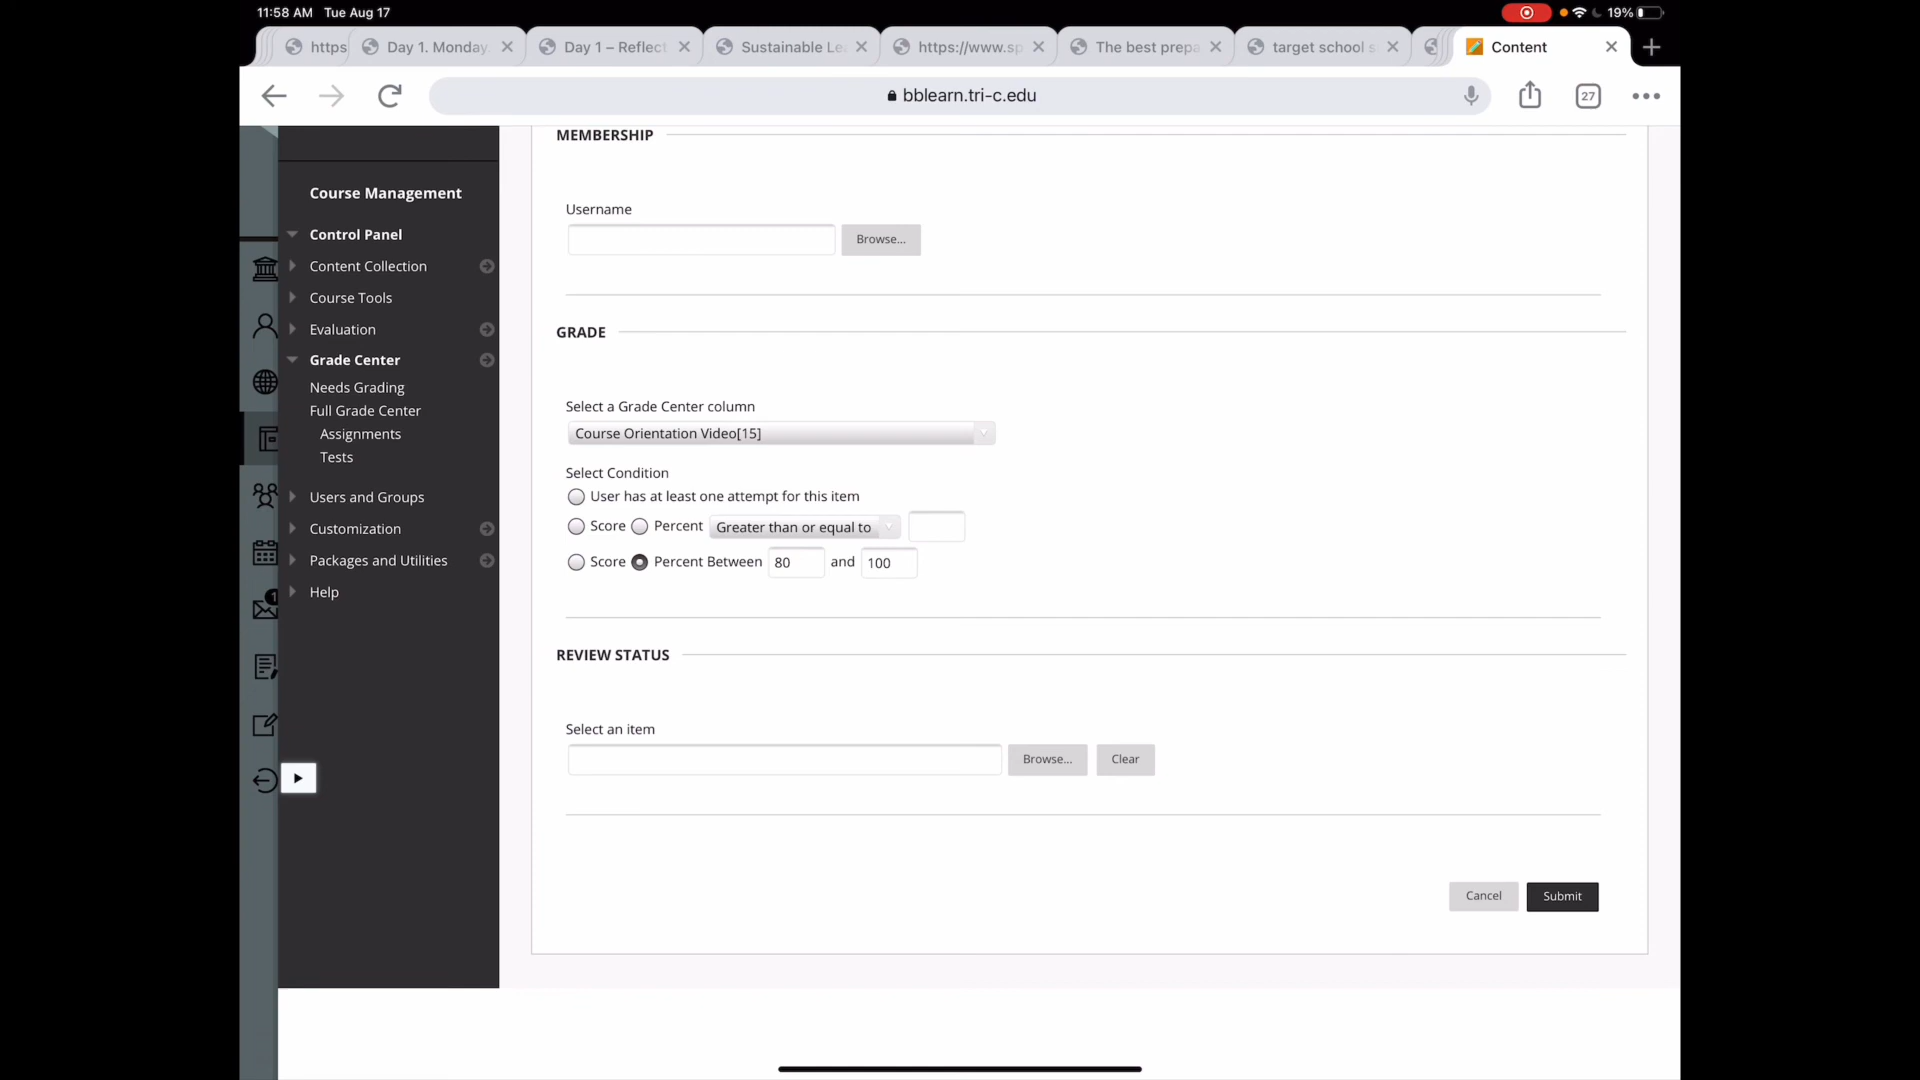 11:58 AM Tue Aug 17
19%
https
Day 1. Monday.
Day 1 – Reflect
Sustainable Le
https://www.sp
The best prepa
target school s
Content
bblearn.tri-c.edu
27
MEMBERSHIP
Course Management
Username
Control Panel
Browse...
Content Collection
Course Tools
Evaluation
GRADE
Grade Center
Needs Grading
Select a Grade Center column
Full Grade Center
Assignments
Course Orientation Video[15]
Tests
Select Condition
User has at least one attempt for this item
Users and Groups
Score Percent Greater than or equal to
Customization
Packages and Utilities
Score Percent Between 80 and 100
Help
1
REVIEW STATUS
Select an item
Browse...
Clear
Cancel
Submit